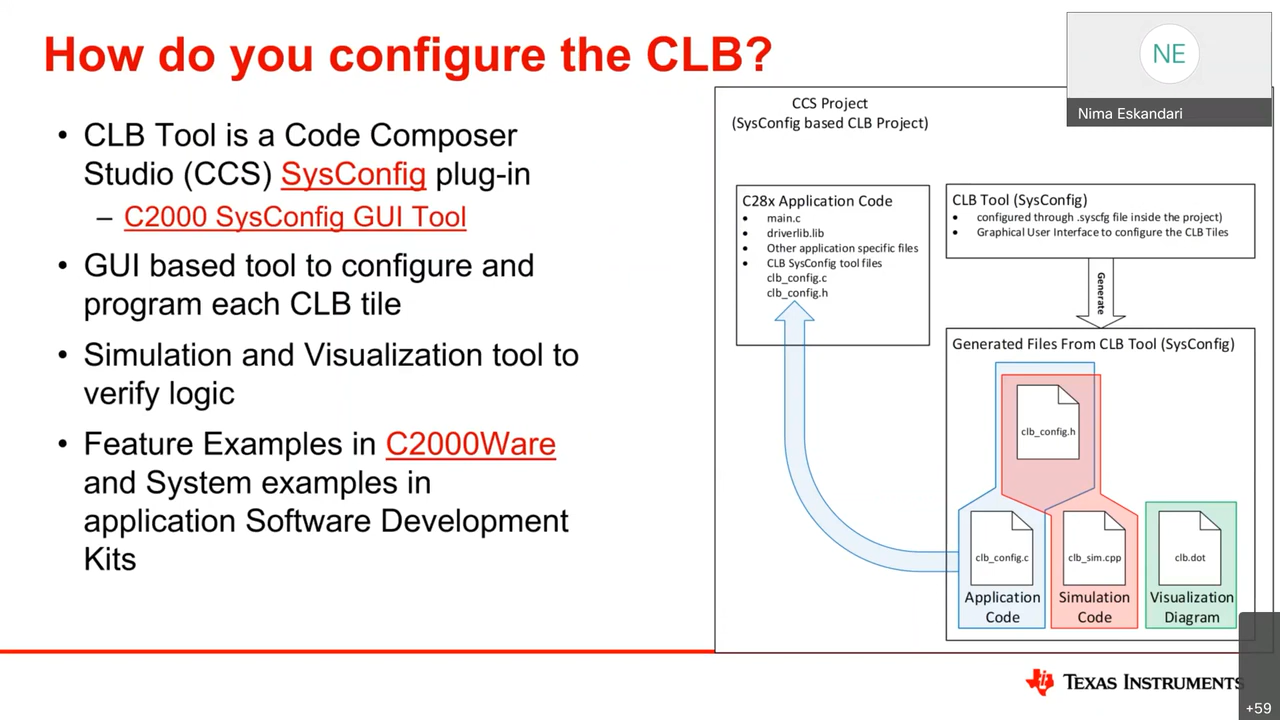 How do you configure the CLB?
• CLB Tool is a Code Composer
Studio (CCS) SysConfig plug-in
– C2000 SysConfig GUI Tool
• GUI based tool to configure and
program each CLB tile
• Simulation and Visualization tool to
verify logic
• Feature Examples in C2000Ware
and System examples in
application Software Development
Kits
NE
Nima Eskandari
CCS Project
(SysConfig based CLB Project)
C28x Application Code
• main.c
• driverlib.lib
• Other application specific files
• CLB SysConfig tool files
clb_config.c
clb_config.h
CLB Tool (SysConfig)
• configured through .syscfg file inside the project)
• Graphical User Interface to configure the CLB Tiles
Generate
Generated Files From CLB Tool (SysConfig)
clb_config.h
clb_config.c
clb_sim.cpp
clb.dot
Application
Code
Simulation
Code
Visualization
Diagram
TEXAS INSTRUMENTS
+59